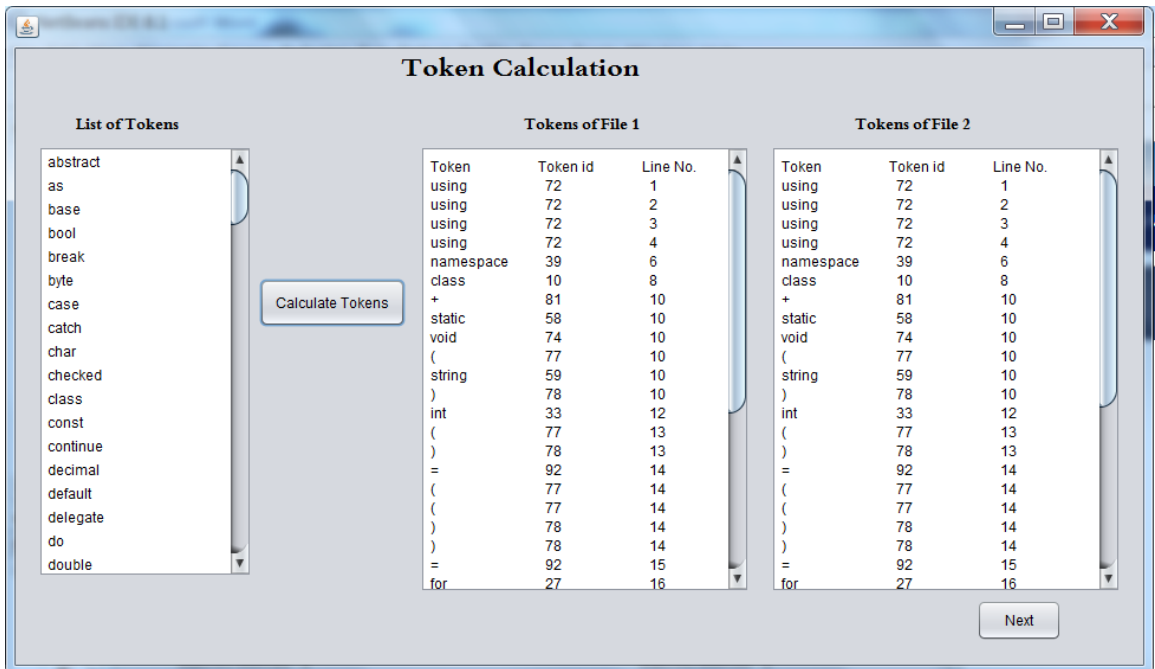 Token Calculation
List of Tokens
abstract
as
base
bool
break
byte
case
catch
char
checked
class
const
continue
decimal
default
delegate
do
double
Calculate Tokens
Tokens of File 1
Token Token id Line No.
using 72 1
using 72 2
using 72 3
using 72 4
namespace 39 6
class 10 8
+ 81 10
static 58 10
void 74 10
( 77 10
string 59 10
) 78 10
int 33 12
( 77 13
) 78 13
= 92 14
( 77 14
( 77 14
) 78 14
) 78 14
= 92 15
for 27 16
Tokens of File 2
Token Token id Line No.
using 72 1
using 72 2
using 72 3
using 72 4
namespace 39 6
class 10 8
+ 81 10
static 58 10
void 74 10
( 77 10
string 59 10
) 78 10
int 33 12
( 77 13
) 78 13
= 92 14
( 77 14
( 77 14
) 78 14
) 78 14
= 92 15
for 27 16
Next